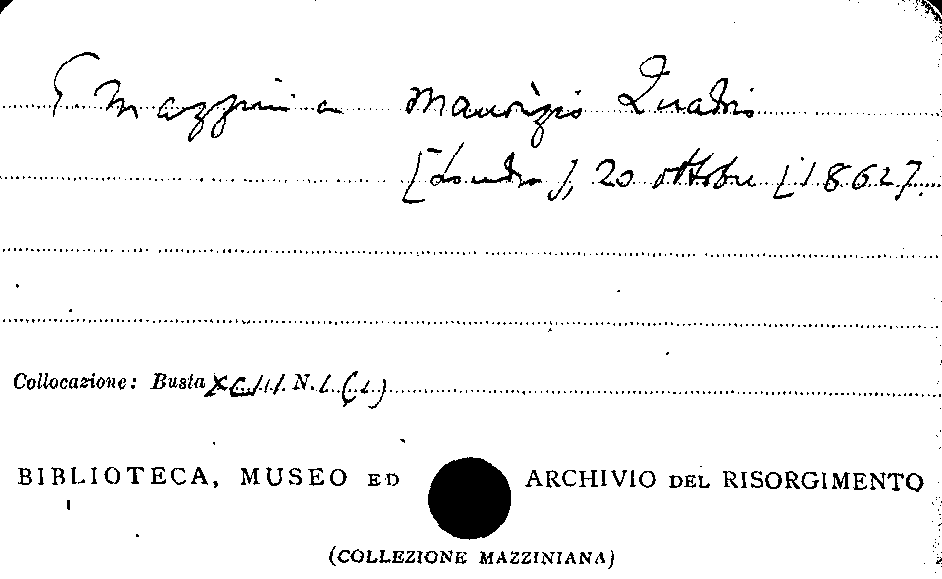 G. Mazzini a Maurizio Quadrio
[Londra], 20 ottobre [1862].
Collocazione: Busta XCIII N. 1 (1)
BIBLIOTECA, MUSEO ED ARCHIVIO DEL RISORGIMENTO
(COLLEZIONE MAZZINIANA)